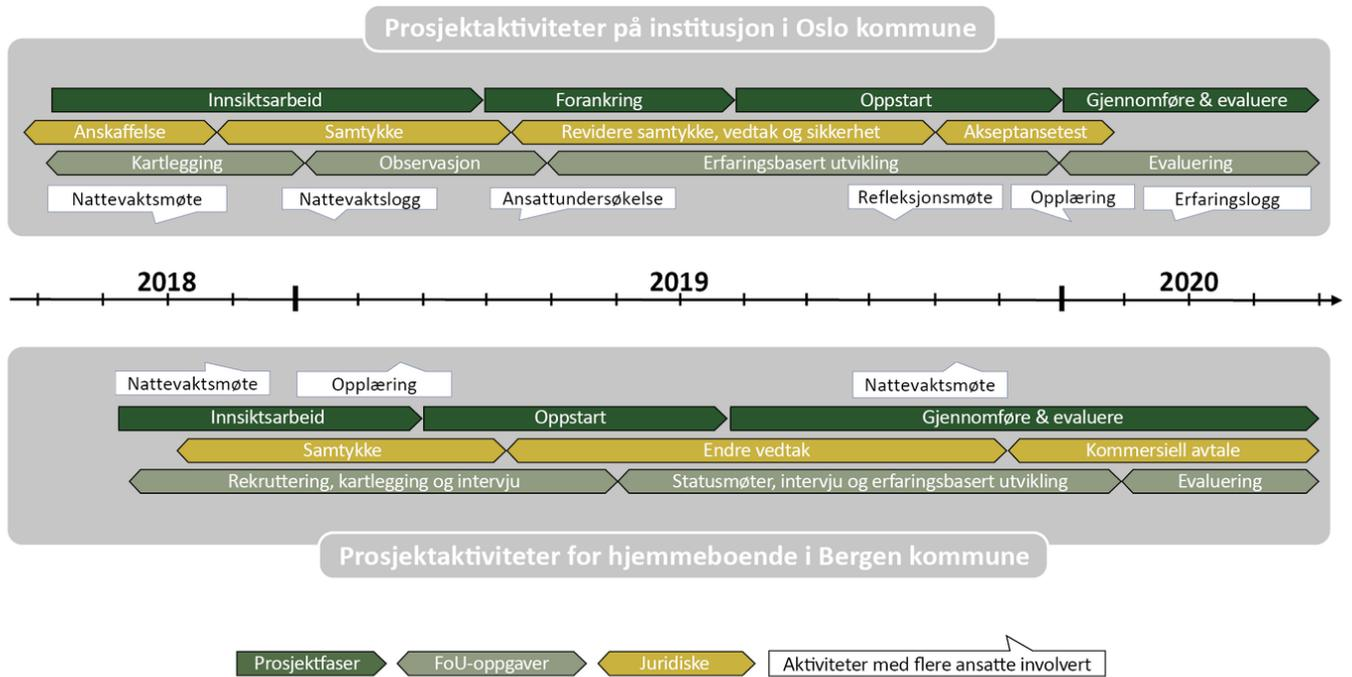 Prosjektaktiviteter på institusjon i Oslo kommune
Innsiktsarbeid Forankring Oppstart Gjennomføre & evaluere
Anskaffelse Samtykke Revidere samtykke, vedtak og sikkerhet Akseptansetest
Kartlegging Observasjon Erfaringsbasert utvikling Evaluering
Nattevaktsmøte Nattevaktslogg Ansattundersøkelse Refleksjonsmøte Opplæring Erfaringslogg
2018 2019 2020
Nattevaktsmøte Opplæring Nattevaktsmøte
Innsiktsarbeid Oppstart Gjennomføre & evaluere
Samtykke Endre vedtak Kommersiell avtale
Rekruttering, kartlegging og intervju Statusmøter, intervju og erfaringsbasert utvikling Evaluering
Prosjektaktiviteter for hjemmeboende i Bergen kommune
Prosjektfaser FoU-oppgaver Juridiske Aktiviteter med flere ansatte involvert